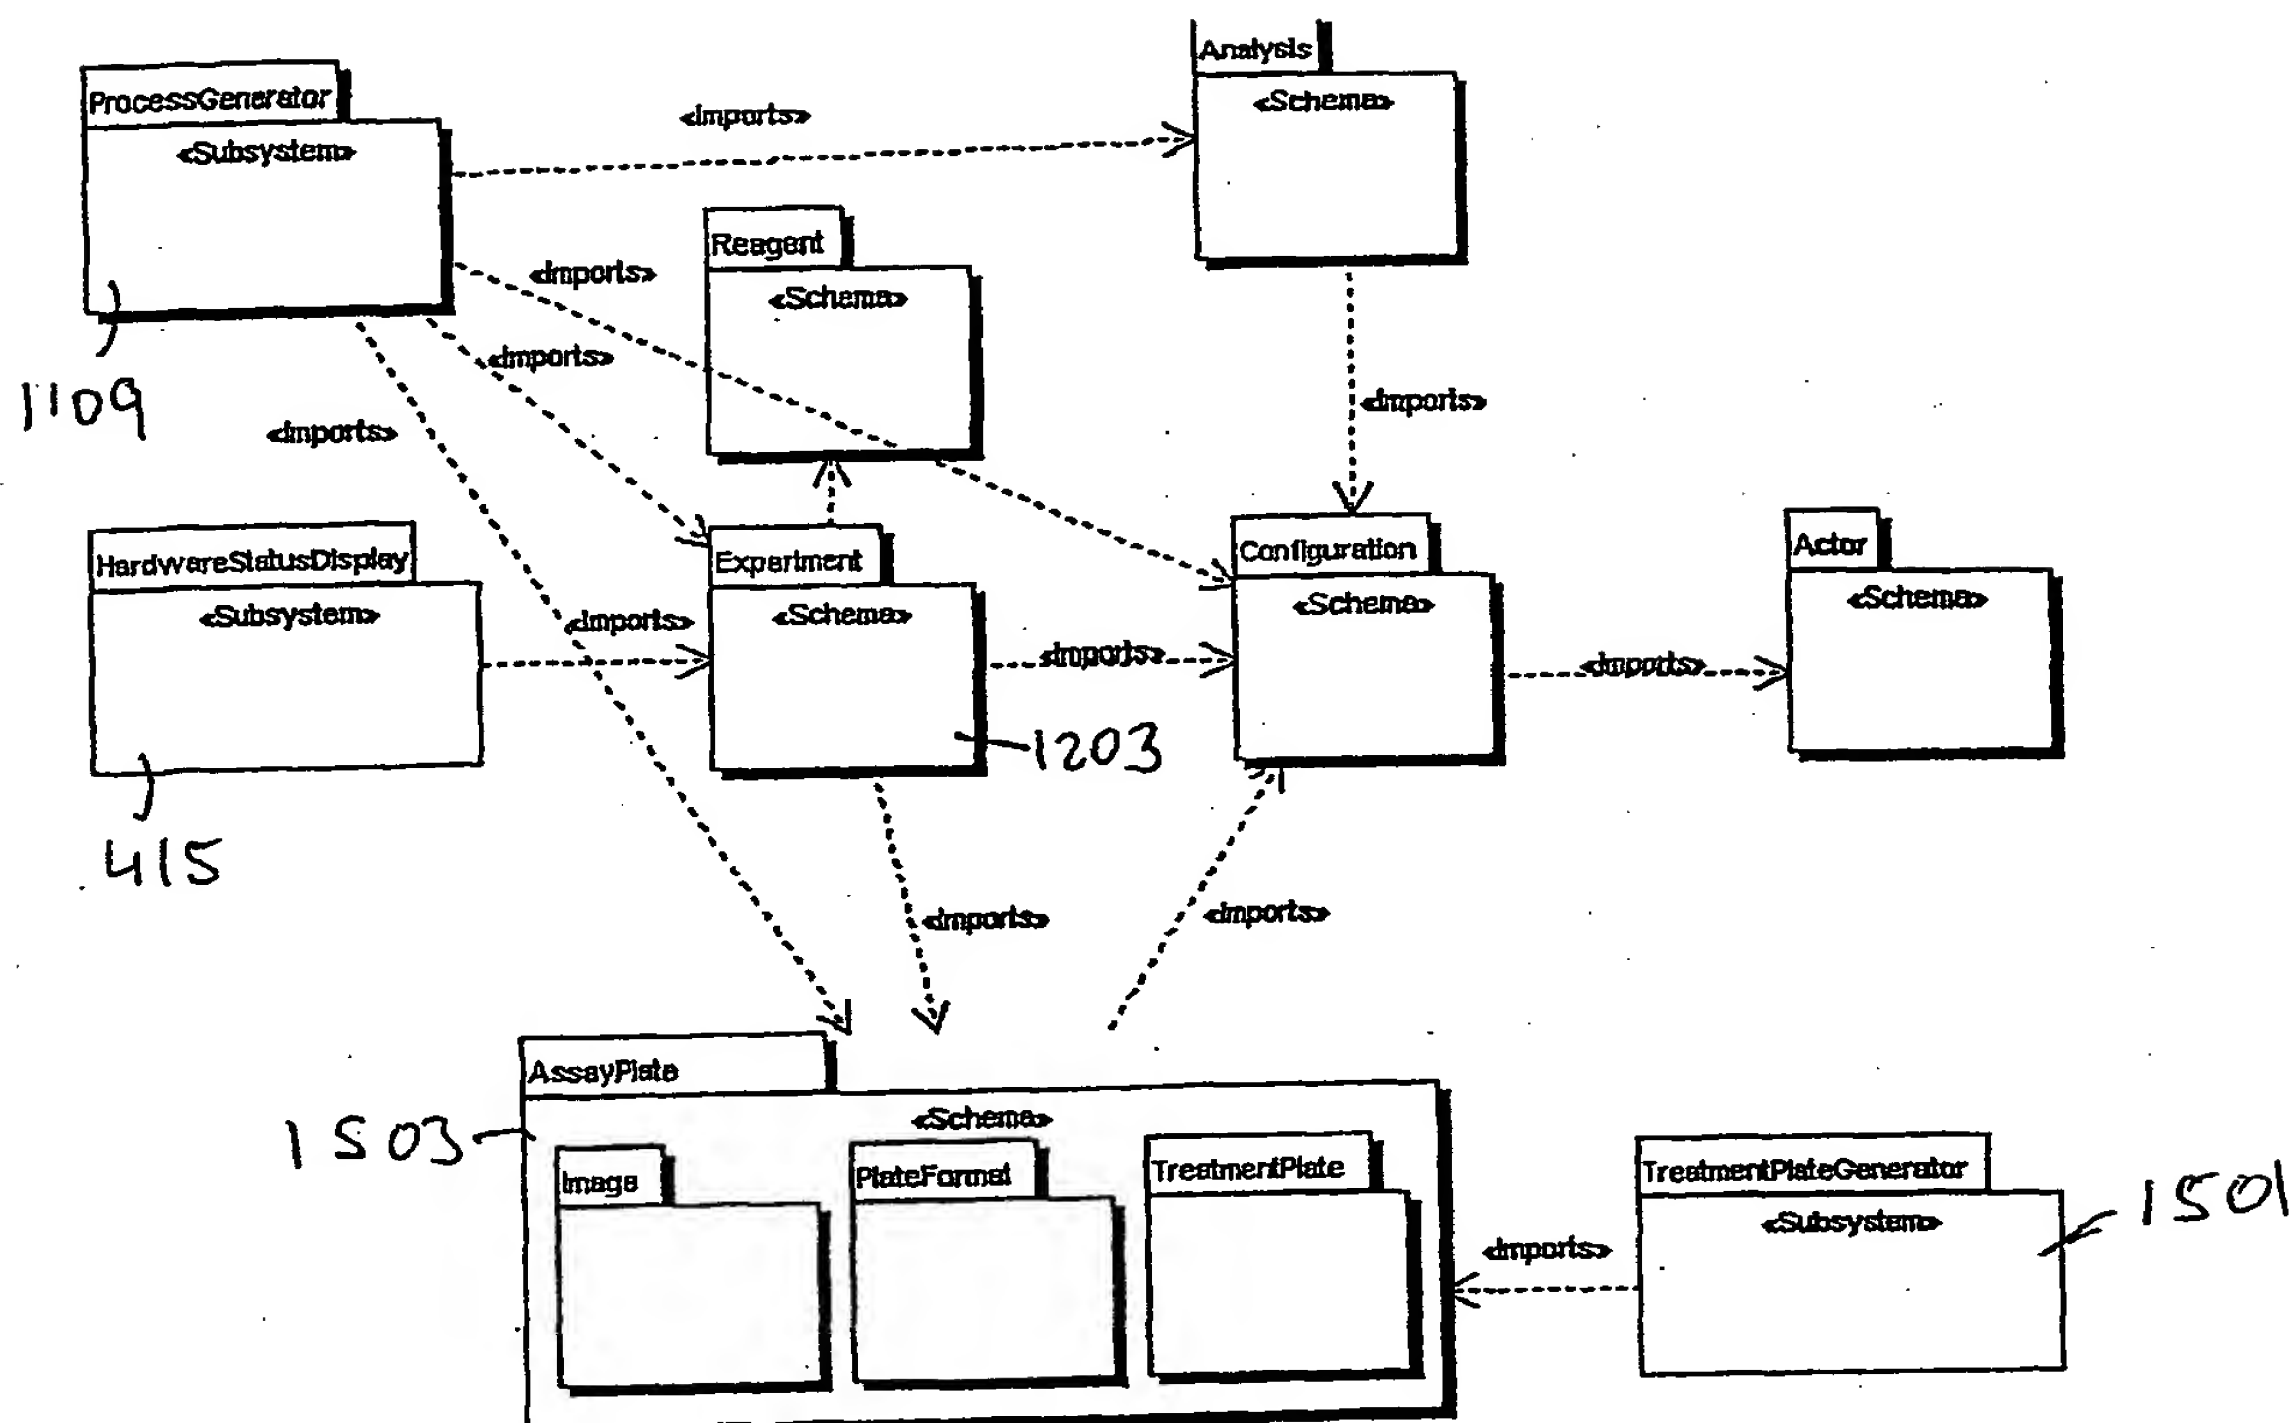 Analysis
«Schema»
ProcessGenerator
«Subsystem»
«Imports»
Reagent
«Schema»
«Imports»
«Imports»
1109
«Imports»
«Imports»
HardwareStatusDisplay
«Subsystem»
«Imports»
Experiment
«Schema»
«Imports»
Configuration
«Schema»
«Imports»
Actor
«Schema»
1203
415
«Imports»
«Imports»
AssayPlate
«Schema»
1503
Image
PlateFormat
TreatmentPlate
«Imports»
TreatmentPlateGenerator
«Subsystem»
1501